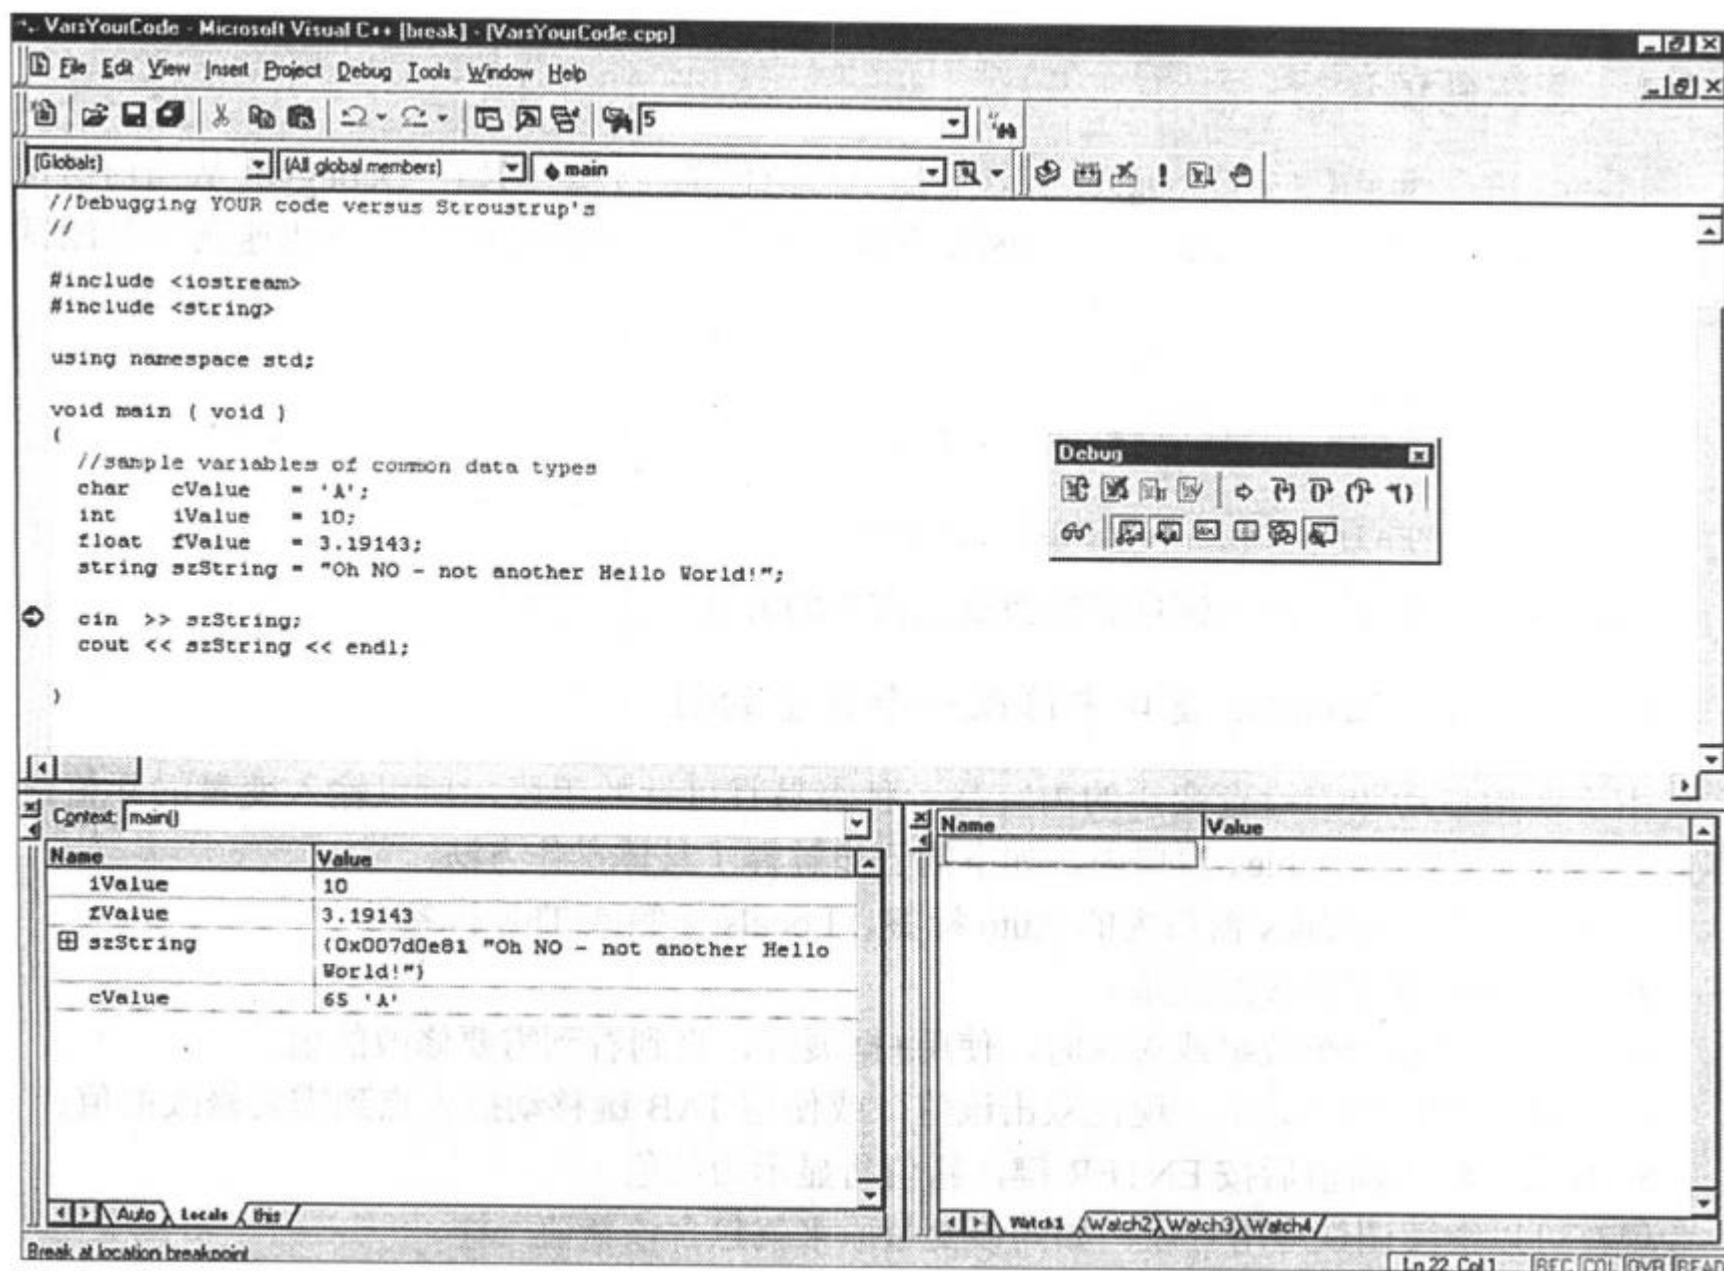 VarsYourCode - Microsoft Visual C++ [break] - [VarsYourCode.cpp]
File Edit View Insert Project Debug Tools Window Help
5
(Globals) (All global members) main
//Debugging YOUR code versus Stroustrup's
//
#include <iostream>
#include <string>
using namespace std;
void main ( void )
{
//sample variables of common data types
char cValue = 'A';
int iValue = 10;
float fValue = 3.19143;
string szString = "Oh NO - not another Hello World!";
cin >> szString;
cout << szString << endl;
}
Debug
Context: main()
Name Value
iValue 10
fValue 3.19143
szString (0x007d0e81 "Oh NO - not another Hello
World!")
cValue 65 'A'
Auto Locals this
Name Value
Watch1 Watch2 Watch3 Watch4
Break at location breakpoint
Ln 22, Col 1 REC COL OVR READ